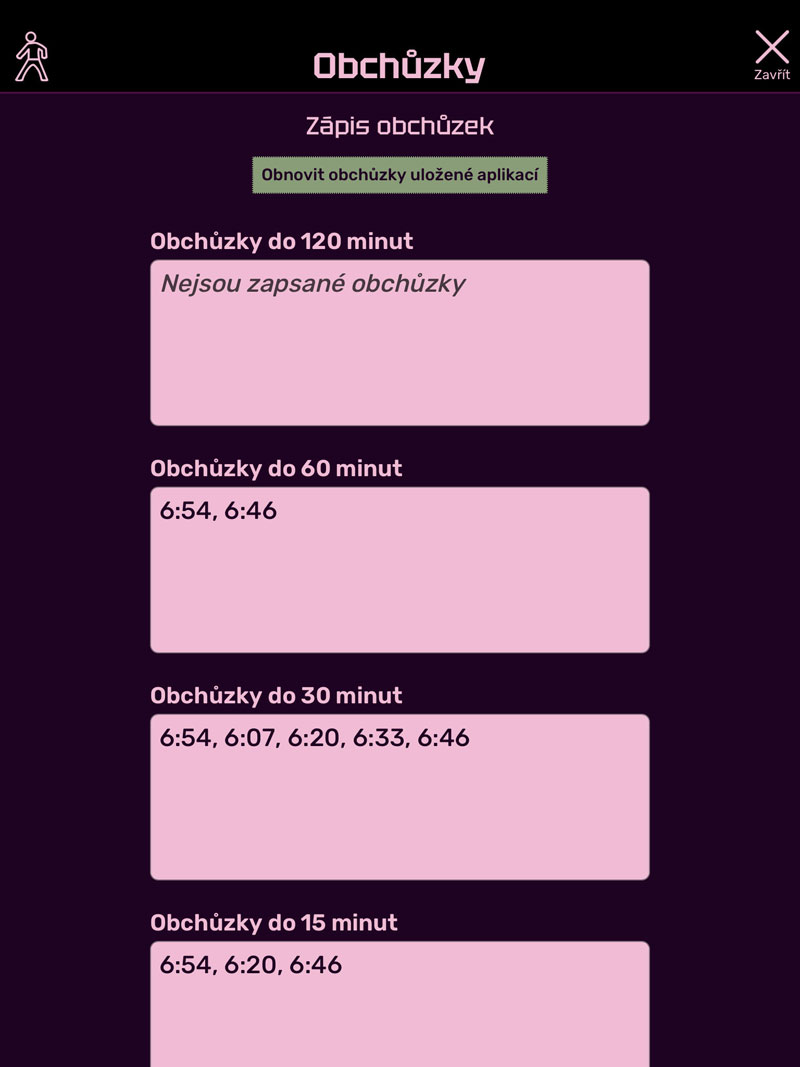 Obchůzky
Zavřít
Zápis obchůzek
Obnovit obchůzky uložené aplikací
Obchůzky do 120 minut
Nejsou zapsané obchůzky
Obchůzky do 60 minut
6:54, 6:46
Obchůzky do 30 minut
6:54, 6:07, 6:20, 6:33, 6:46
Obchůzky do 15 minut
6:54, 6:20, 6:46